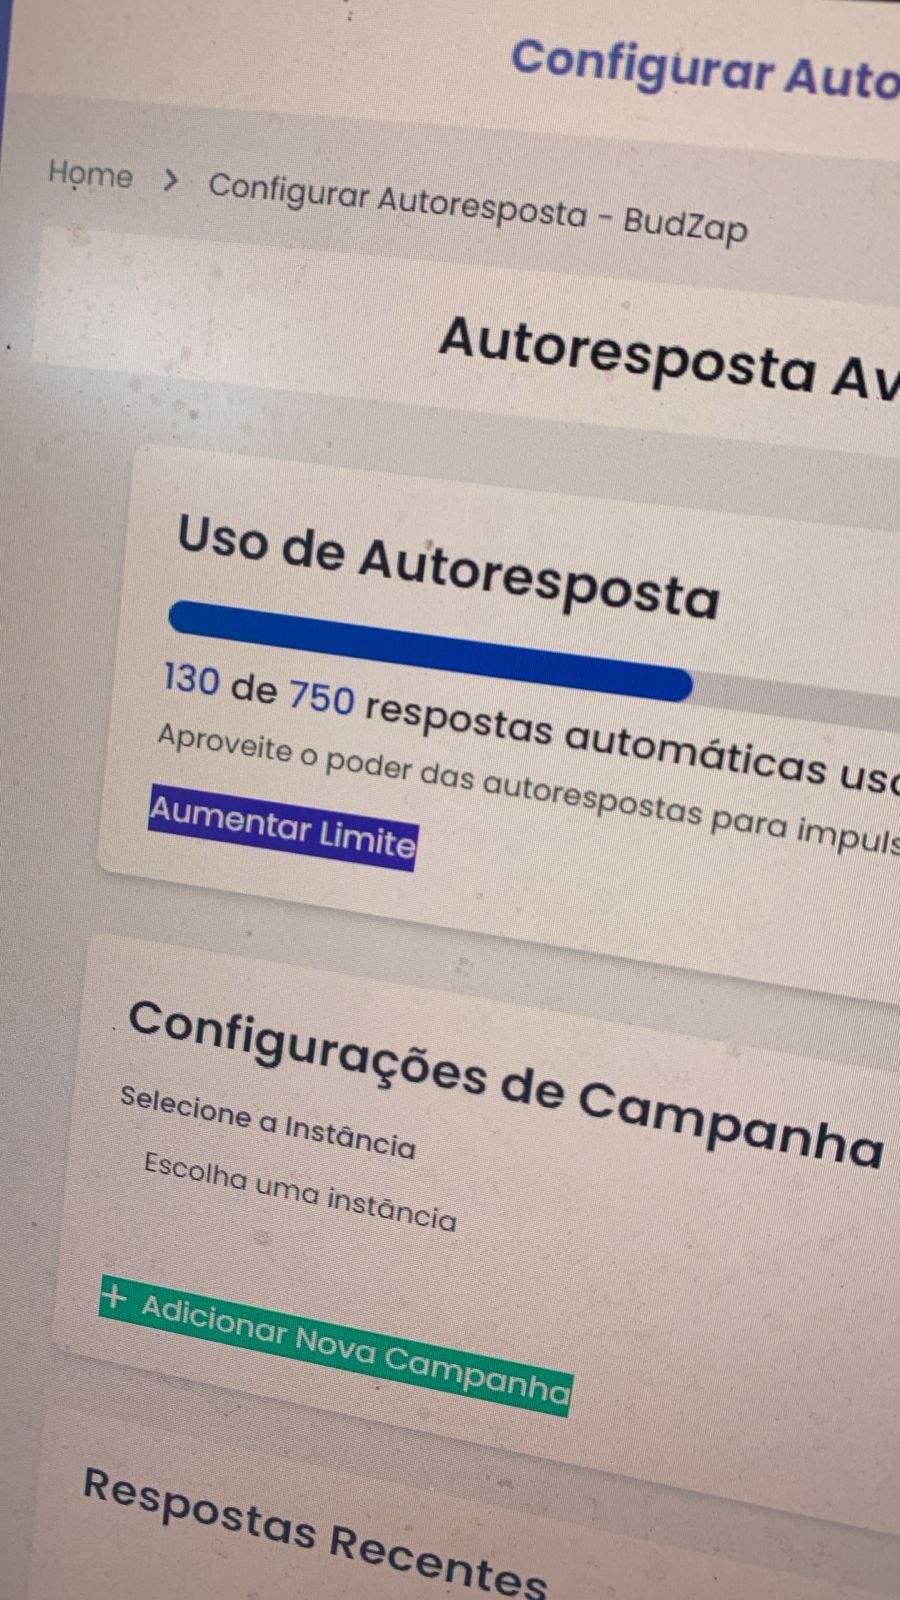 Configurar Auto
Home > Configurar Autoresposta - BudZap
Autoresposta Av
Uso de Autoresposta
130 de 750 respostas automáticas uso
Aproveite o poder das autorespostas para impuls
Aumentar Limite
Configurações de Campanha
Selecione a Instância
Escolha uma instância
+ Adicionar Nova Campanha
Respostas Recentes